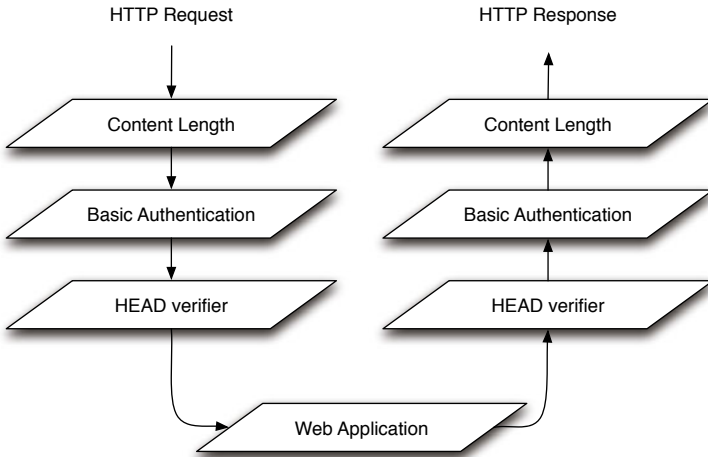 HTTP Request
HTTP Response
Content Length
Content Length
Basic Authentication
Basic Authentication
HEAD verifier
HEAD verifier
Web Application